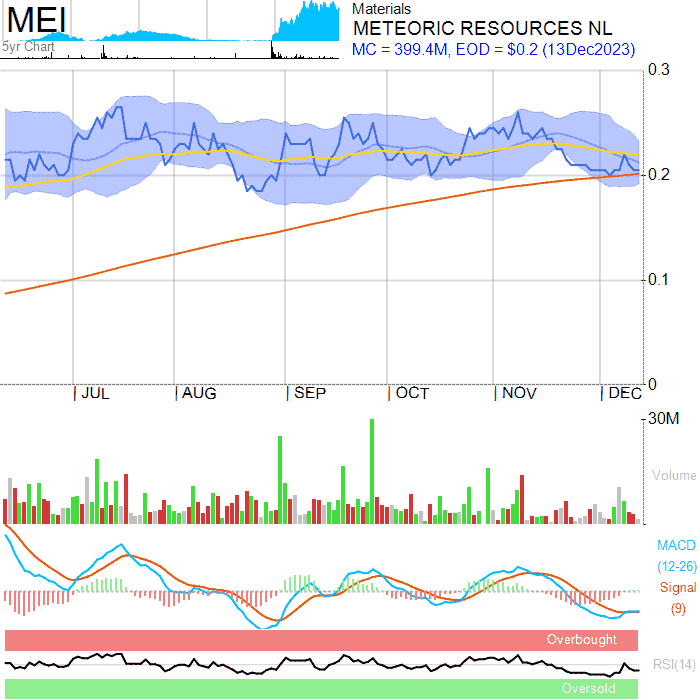 MEI
5yr Chart
Materials
METEORIC RESOURCES NL
MC = 399.4M, EOD = $0.2 (13Dec2023)
0.3
0.2
0.1
0
| JUL | AUG | SEP | OCT | NOV | DEC
30M
Volume
MACD
(12-26)
Signal
(9)
Overbought
RSI(14)
Oversold